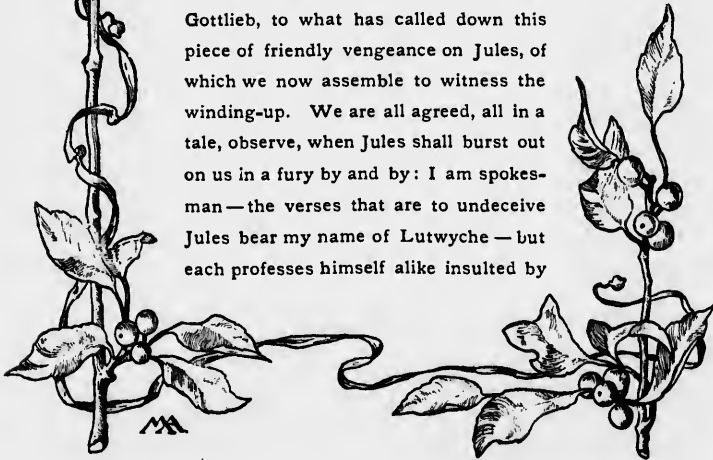 Gottlieb, to what has called down this
piece of friendly vengeance on Jules, of
which we now assemble to witness the
winding-up. We are all agreed, all in a
tale, observe, when Jules shall burst out
on us in a fury by and by: I am spokes-
man—the verses that are to undeceive
Jules bear my name of Lutwyche—but
each professes himself alike insulted by